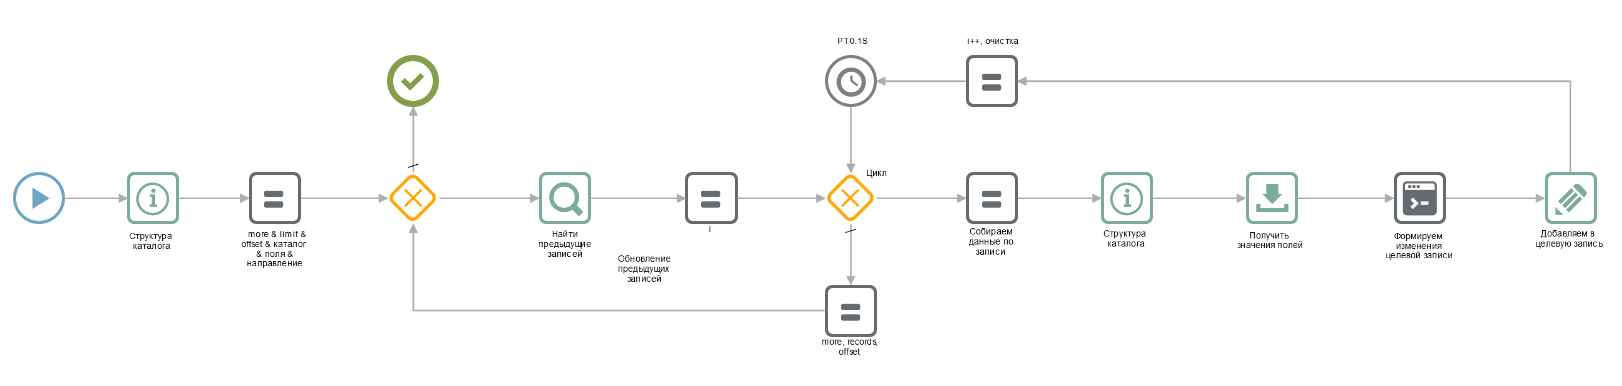 PT0.1S
i++, очистка
Цикл
Структура
каталога
more & limit &
offset & каталог
& поля &
направление
Найти
предыдущие
записей
Обновление
предыдущих
записей
i
Собираем
данные по
записи
Структура
каталога
Получить
значения полей
Формируем
изменения
целевой записи
Добавляем в
целевую запись
more, records,
offset